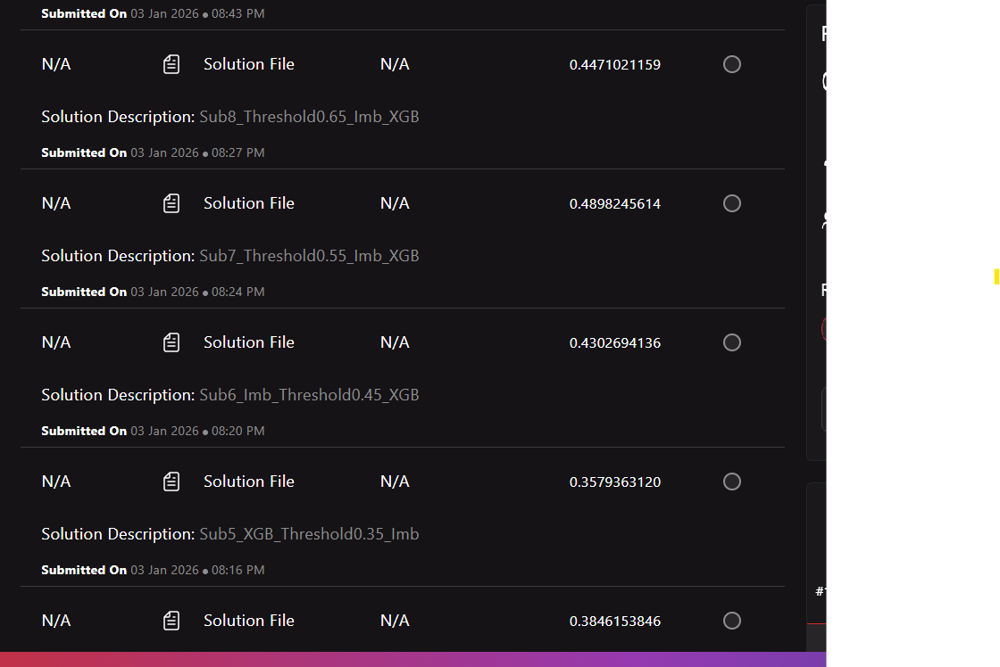 Submitted On 03 Jan 2026 ● 08:43 PM
N/A Solution File N/A 0.4471021159
Solution Description: Sub8_Threshold0.65_Imb_XGB
Submitted On 03 Jan 2026 ● 08:27 PM
N/A Solution File N/A 0.4898245614
Solution Description: Sub7_Threshold0.55_Imb_XGB
Submitted On 03 Jan 2026 ● 08:24 PM
N/A Solution File N/A 0.4302694136
Solution Description: Sub6_Imb_Threshold0.45_XGB
Submitted On 03 Jan 2026 ● 08:20 PM
N/A Solution File N/A 0.3579363120
Solution Description: Sub5_XGB_Threshold0.35_Imb
Submitted On 03 Jan 2026 ● 08:16 PM
N/A Solution File N/A 0.3846153846